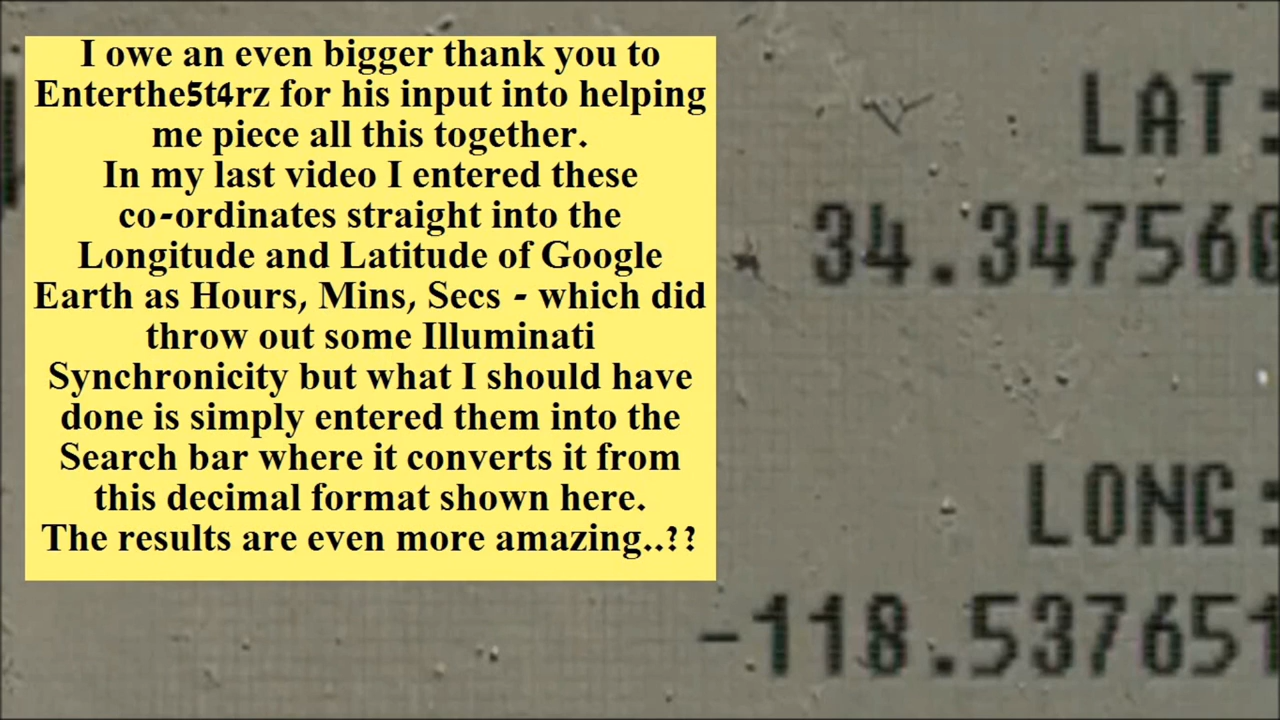 I owe an even bigger thank you to
Enterthe5t4rz for his input into helping
me piece all this together.
In my last video I entered these
co-ordinates straight into the
Longitude and Latitude of Google
Earth as Hours, Mins, Secs - which did
throw out some Illuminati
Synchronicity but what I should have
done is simply entered them into the
Search bar where it converts it from
this decimal format shown here.
The results are even more amazing..??
LAT:
34.347560
LONG:
-118.537651